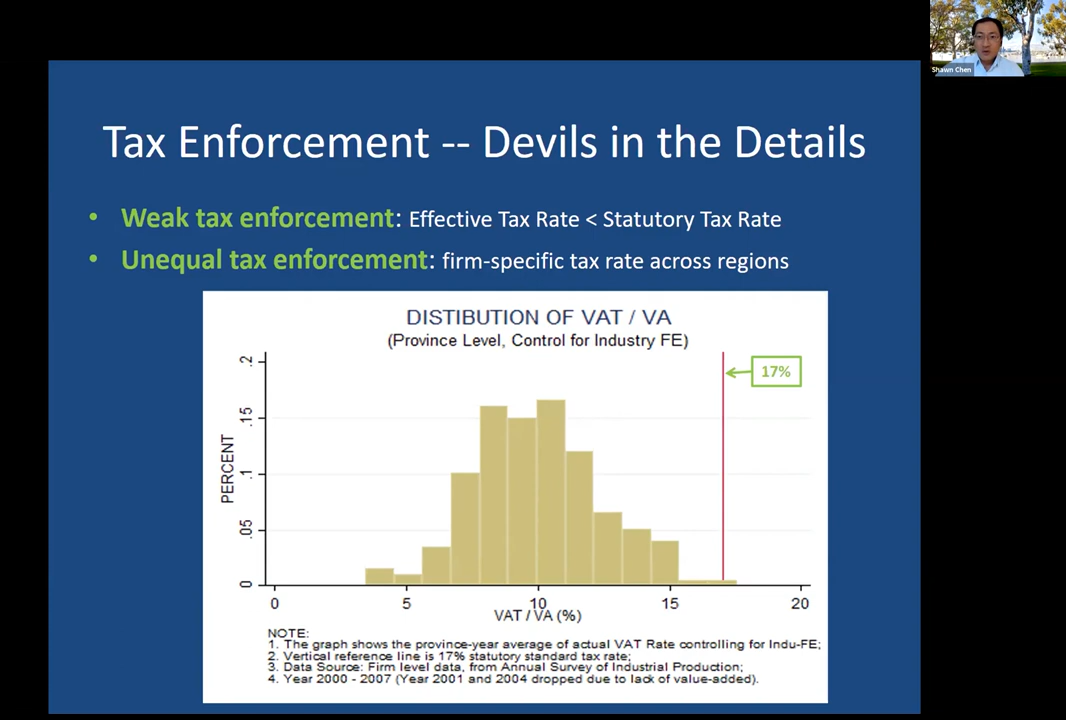 Shawn Chen
Tax Enforcement -- Devils in the Details
• Weak tax enforcement: Effective Tax Rate < Statutory Tax Rate
• Unequal tax enforcement: firm-specific tax rate across regions
DISTIBUTION OF VAT / VA
(Province Level, Control for Industry FE)
17%
PERCENT
.2
.15
.1
.05
0
0 5 10 15 20
VAT / VA (%)
NOTE:
1. The graph shows the province-year average of actual VAT Rate controlling for Indu-FE;
2. Vertical reference line is 17% statutory standard tax rate;
3. Data Source: Firm level data, from Annual Survey of Industrial Production;
4. Year 2000 - 2007 (Year 2001 and 2004 dropped due to lack of value-added).